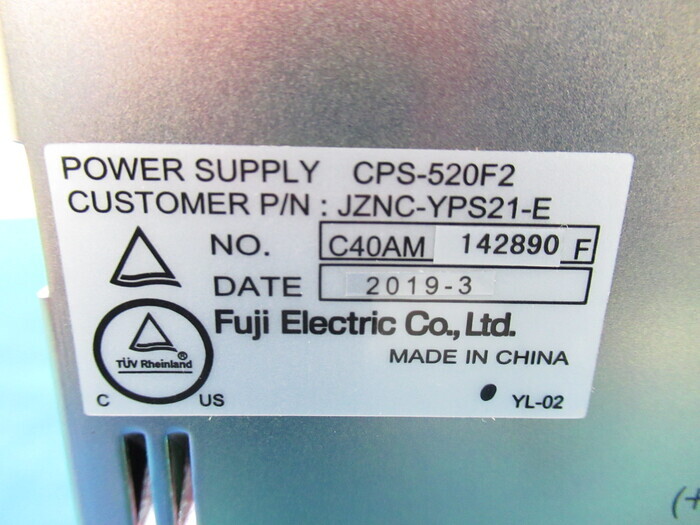 POWER SUPPLY CPS-520F2
CUSTOMER P/N : JZNC-YPS21-E
NO. C40AM 142890 F
DATE 2019-3
Fuji Electric Co., Ltd.
TÜV Rheinland ®
MADE IN CHINA
C US
YL-02
(+